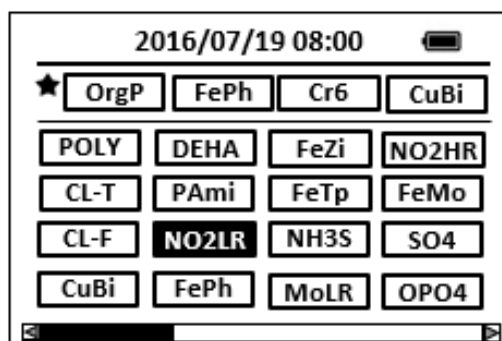 2016/07/19 08:00
OrgP FePh Cr6 CuBi
POLY DEHA FeZi NO2HR
CL-T PAmi FeTp FeMo
CL-F NO2LR NH3S SO4
CuBi FePh MoLR OPO4